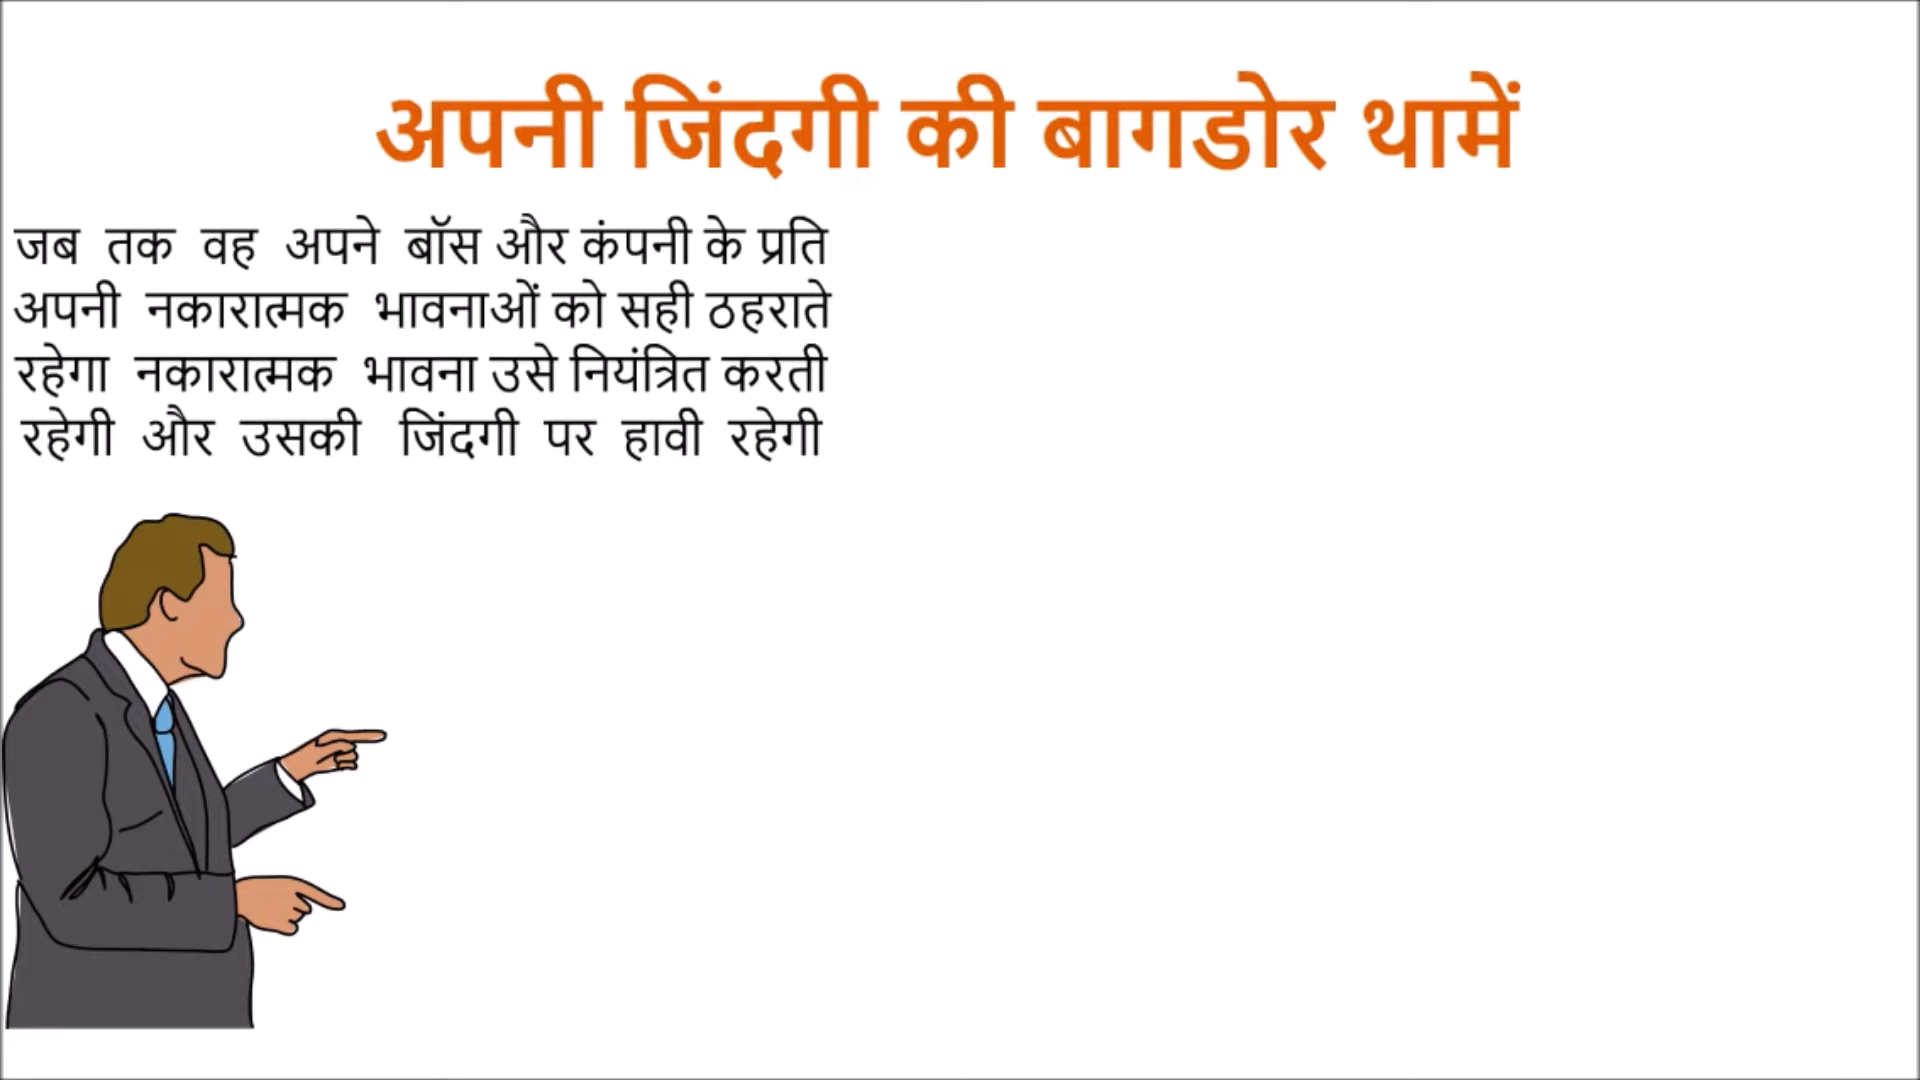 अपनी जिंदगी की बागडोर थामें
जब तक वह अपने बॉस और कंपनी के प्रति
अपनी नकारात्मक भावनाओं को सही ठहराते
रहेगा नकारात्मक भावना उसे नियंत्रित करती
रहेगी और उसकी जिंदगी पर हावी रहेगी